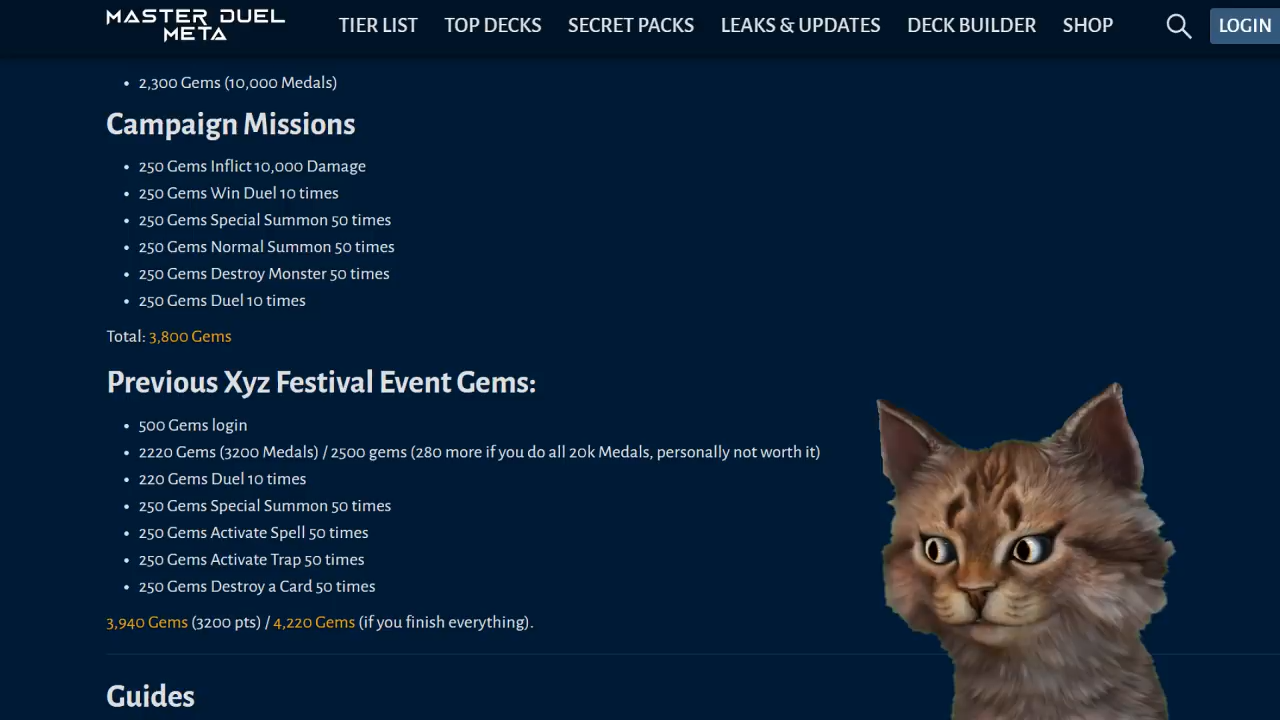 MASTER DUEL
META
TIER LIST
TOP DECKS
SECRET PACKS
LEAKS & UPDATES
DECK BUILDER
SHOP
LOGIN
• 2,300 Gems (10,000 Medals)
Campaign Missions
• 250 Gems Inflict 10,000 Damage
• 250 Gems Win Duel 10 times
• 250 Gems Special Summon 50 times
• 250 Gems Normal Summon 50 times
• 250 Gems Destroy Monster 50 times
• 250 Gems Duel 10 times
Total: 3,800 Gems
Previous Xyz Festival Event Gems:
• 500 Gems login
• 2220 Gems (3200 Medals) / 2500 gems (280 more if you do all 20k Medals, personally not worth it)
• 220 Gems Duel 10 times
• 250 Gems Special Summon 50 times
• 250 Gems Activate Spell 50 times
• 250 Gems Activate Trap 50 times
• 250 Gems Destroy a Card 50 times
3,940 Gems (3200 pts) / 4,220 Gems (if you finish everything).
Guides